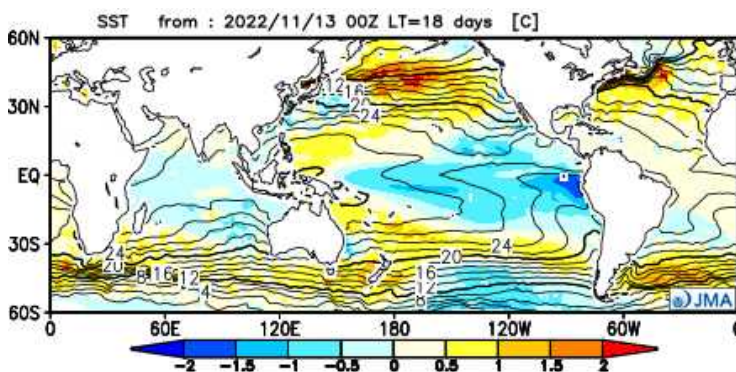 SST from : 2022/11/13 00Z LT=18 days [C]
60N
30N
EQ
30S
60S
12
16
20
24
24
20
8 16 12
4
20
24
16
12
8
JMA
0 60E 120E 180 120W 60W 0
-2 -1.5 -1 -0.5 0 0.5 1 1.5 2